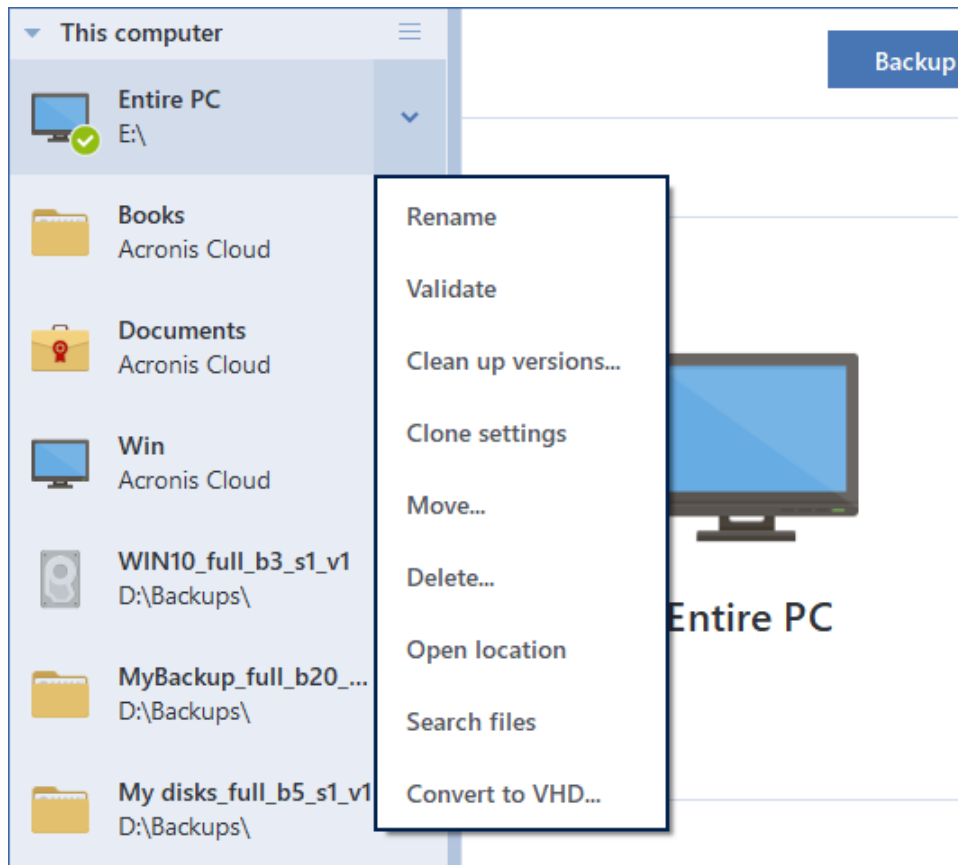 This computer
Entire PC
E:\
Books
Acronis Cloud
Documents
Acronis Cloud
Win
Acronis Cloud
WIN10_full_b3_s1_v1
D:\Backups\
MyBackup_full_b20_...
D:\Backups\
My disks_full_b5_s1_v1
D:\Backups\
Rename
Validate
Clean up versions...
Clone settings
Move...
Delete...
Open location
Search files
Convert to VHD...
Backup
Entire PC